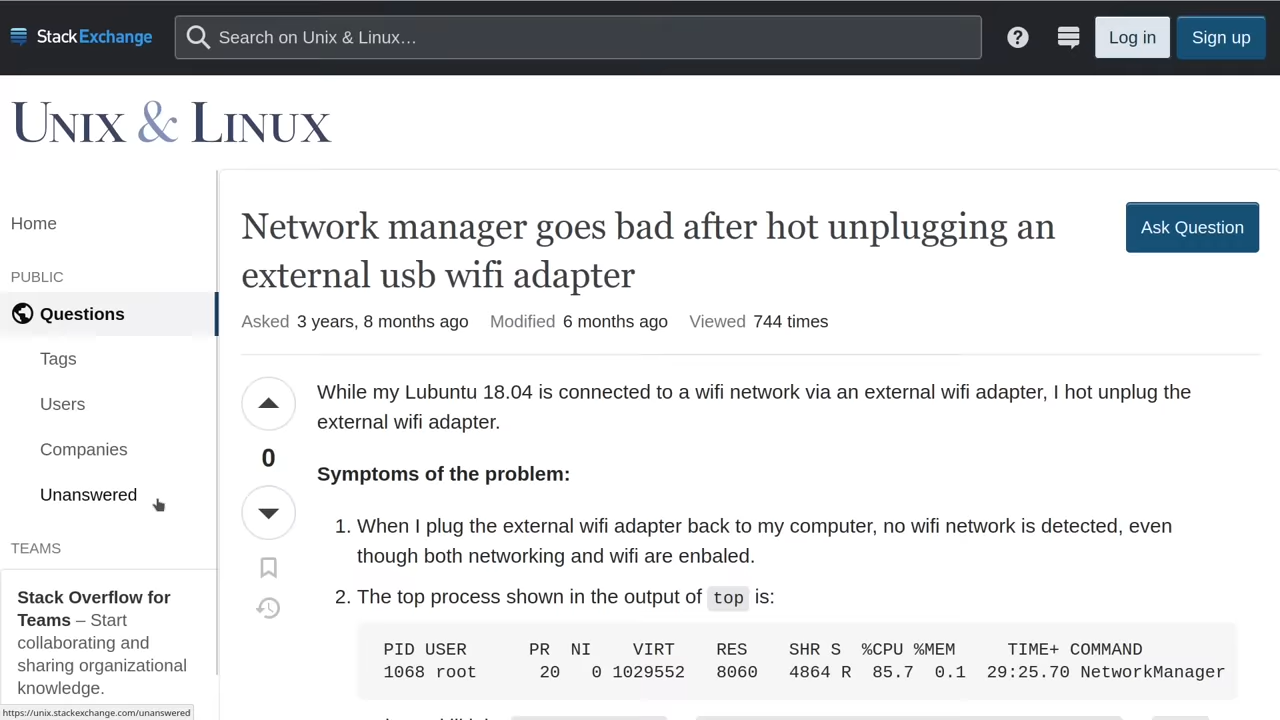 StackExchange
Search on Unix & Linux…
Log in
Sign up
UNIX & LINUX
Home
PUBLIC
Questions
Tags
Users
Companies
Unanswered
TEAMS
Stack Overflow for
Teams – Start
collaborating and
sharing organizational
knowledge.
https://unix.stackexchange.com/unanswered
Network manager goes bad after hot unplugging an
external usb wifi adapter
Ask Question
Asked 3 years, 8 months ago Modified 6 months ago Viewed 744 times
0
While my Lubuntu 18.04 is connected to a wifi network via an external wifi adapter, I hot unplug the
external wifi adapter.
Symptoms of the problem:
1. When I plug the external wifi adapter back to my computer, no wifi network is detected, even
though both networking and wifi are enbaled.
2. The top process shown in the output of top is:
PID USER PR NI VIRT RES SHR S %CPU %MEM TIME+ COMMAND
1068 root 20 0 1029552 8060 4864 R 85.7 0.1 29:25.70 NetworkManager